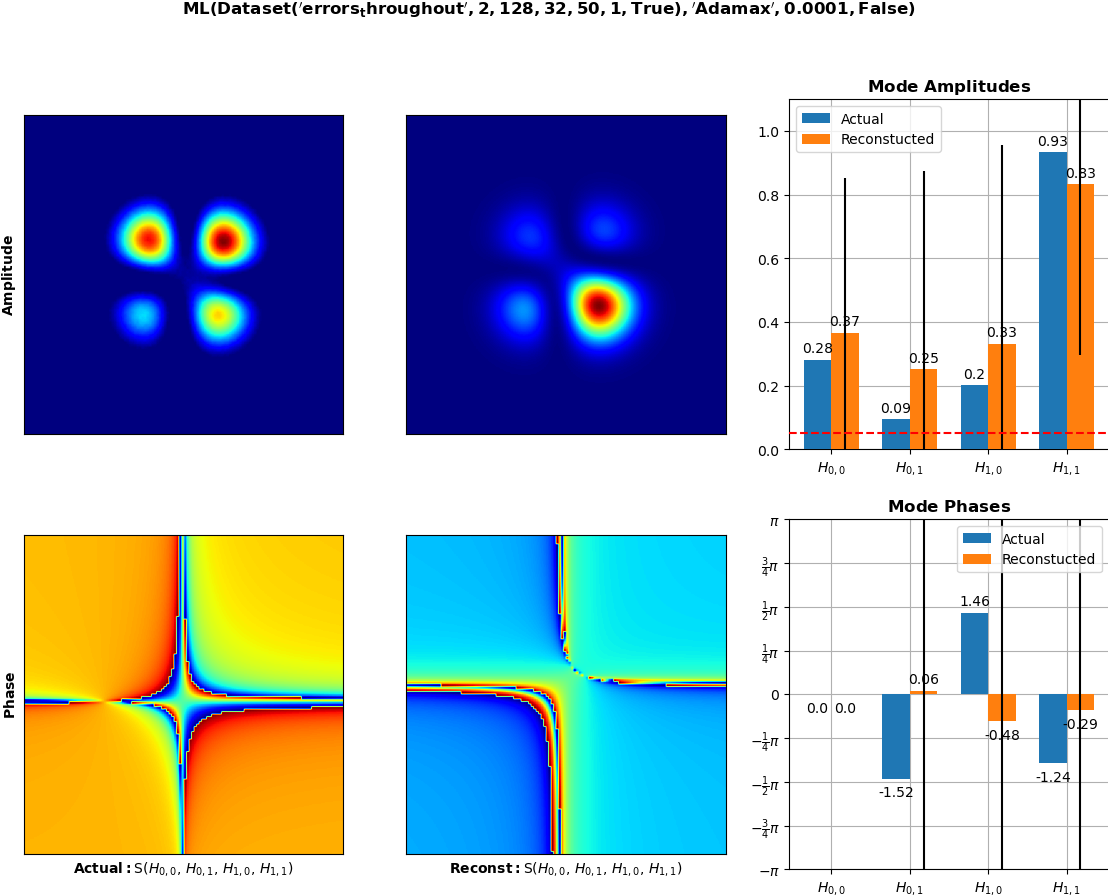 ML(Dataset('errors_throughout', 2, 128, 32, 50, 1, True), 'Adamax', 0.0001, False)
Amplitude
Mode Amplitudes
Actual
Reconstucted
1.0
0.8
0.6
0.4
0.2
0.0
0.28
0.37
0.09
0.25
0.2
0.33
0.93
0.83
H0,0
H0,1
H1,0
H1,1
Phase
Actual: S(H0,0, H0,1, H1,0, H1,1)
Reconst: S(H0,0, H0,1, H1,0, H1,1)
Mode Phases
Actual
Reconstucted
π
3/4π
1/2π
1/4π
0
−1/4π
−1/2π
−3/4π
−π
0.0
0.0
-1.52
0.06
1.46
-0.48
-1.24
-0.29
H0,0
H0,1
H1,0
H1,1